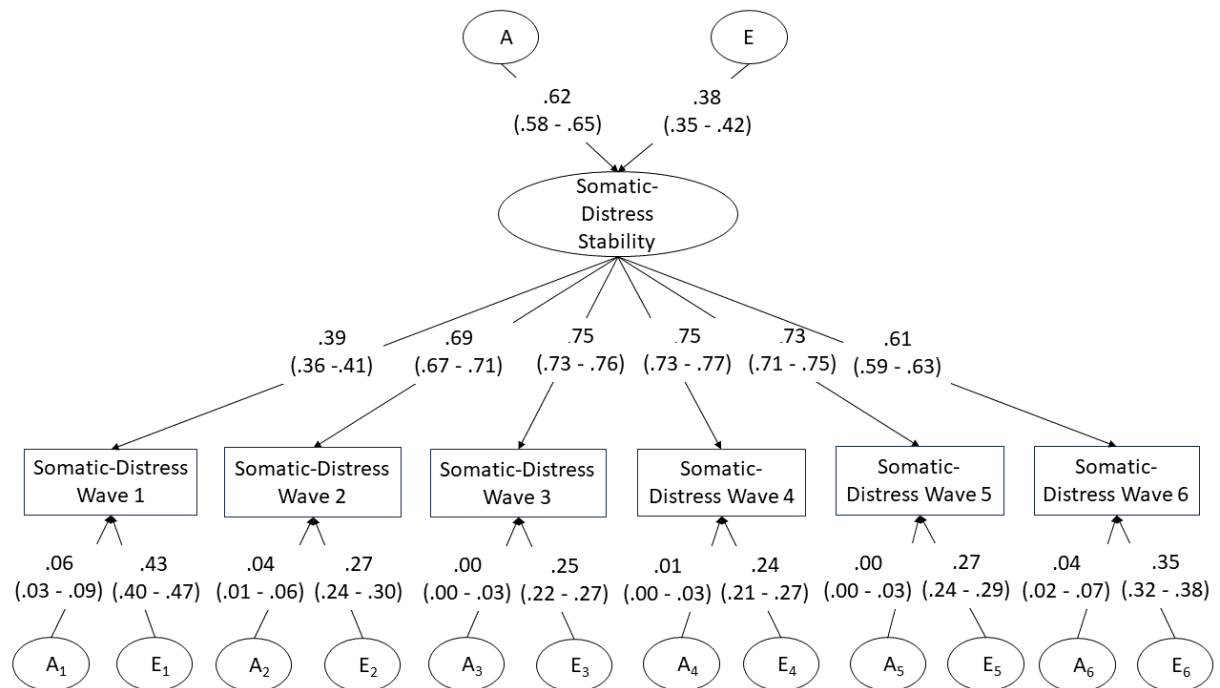 A
E
.62
(.58 - .65)
.38
(.35 - .42)
Somatic-
Distress
Stability
.39
(.36 -.41)
.69
(.67 - .71)
.75
(.73 - .76)
.75
(.73 - .77)
.73
(.71 - .75)
.61
(.59 - .63)
Somatic-Distress
Wave 1
Somatic-Distress
Wave 2
Somatic-Distress
Wave 3
Somatic-
Distress Wave 4
Somatic-
Distress Wave 5
Somatic-
Distress Wave 6
.06
(.03 - .09)
.43
(.40 - .47)
.04
(.01 - .06)
.27
(.24 - .30)
.00
(.00 - .03)
.25
(.22 - .27)
.01
(.00 - .03)
.24
(.21 - .27)
.00
(.00 - .03)
.27
(.24 - .29)
.04
(.02 - .07)
.35
(.32 - .38)
A₁
E₁
A₂
E₂
A₃
E₃
A₄
E₄
A₅
E₅
A₆
E₆